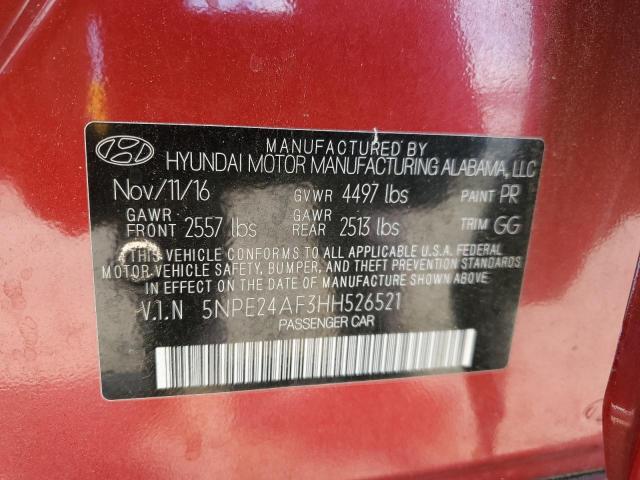 MANUFACTURED BY
HYUNDAI MOTOR MANUFACTURING ALABAMA, LLC
Nov/11/16 GVWR 4497 lbs PAINT PR
GAWR FRONT 2557 lbs GAWR REAR 2513 lbs TRIM GG
THIS VEHICLE CONFORMS TO ALL APPLICABLE U.S.A. FEDERAL
MOTOR VEHICLE SAFETY, BUMPER, AND THEFT PREVENTION STANDARDS
IN EFFECT ON THE DATE OF MANUFACTURE SHOWN ABOVE.
V.I.N 5NPE24AF3HH526521
PASSENGER CAR